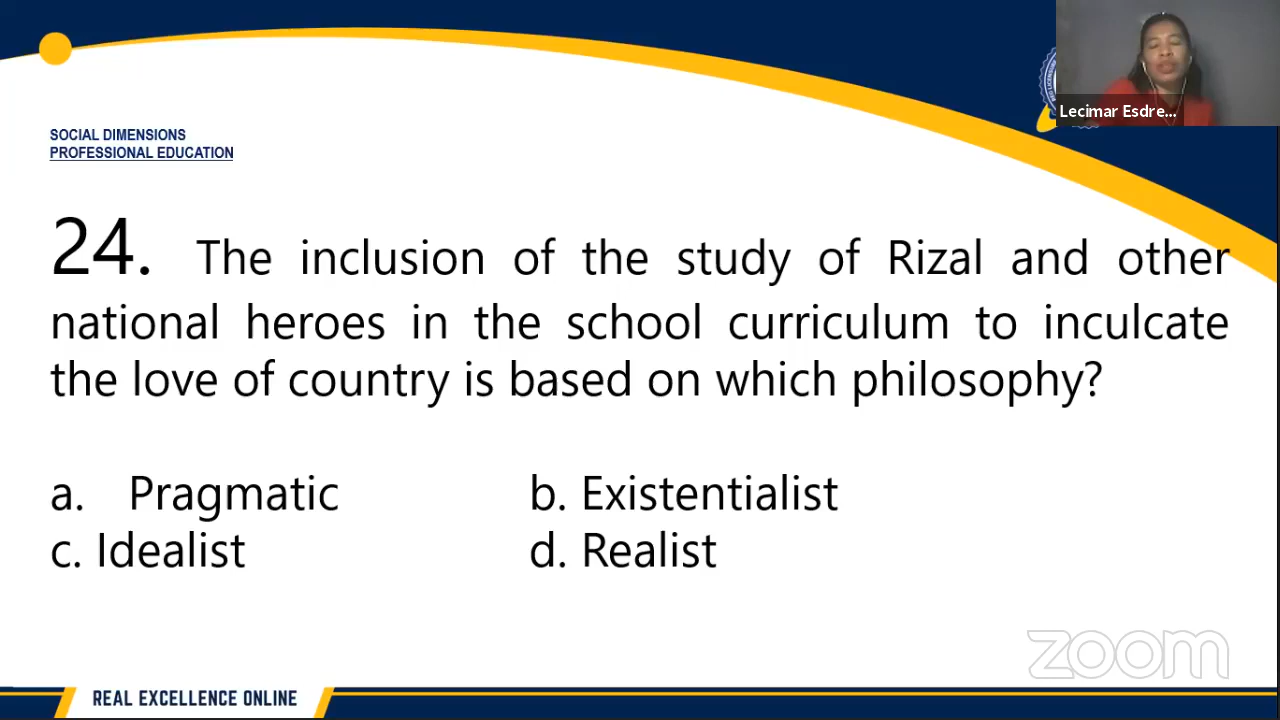 Lecimar Esdre...
SOCIAL DIMENSIONS
PROFESSIONAL EDUCATION
24. The inclusion of the study of Rizal and other
national heroes in the school curriculum to inculcate
the love of country is based on which philosophy?
a. Pragmatic b. Existentialist
c. Idealist d. Realist
zoom
REAL EXCELLENCE ONLINE